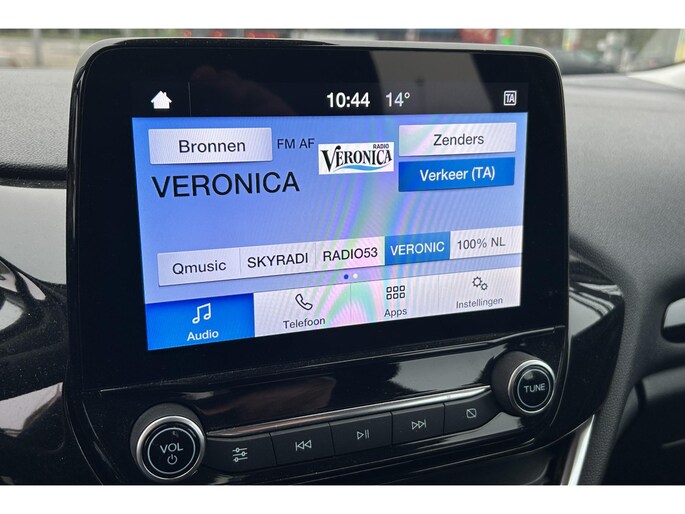 10:44 14° TA
Bronnen FM AF RADIO VERONICA Zenders
VERONICA Verkeer (TA)
Qmusic SKYRADI RADIO53 VERONIC 100% NL
Audio Telefoon Apps Instellingen
VOL TUNE